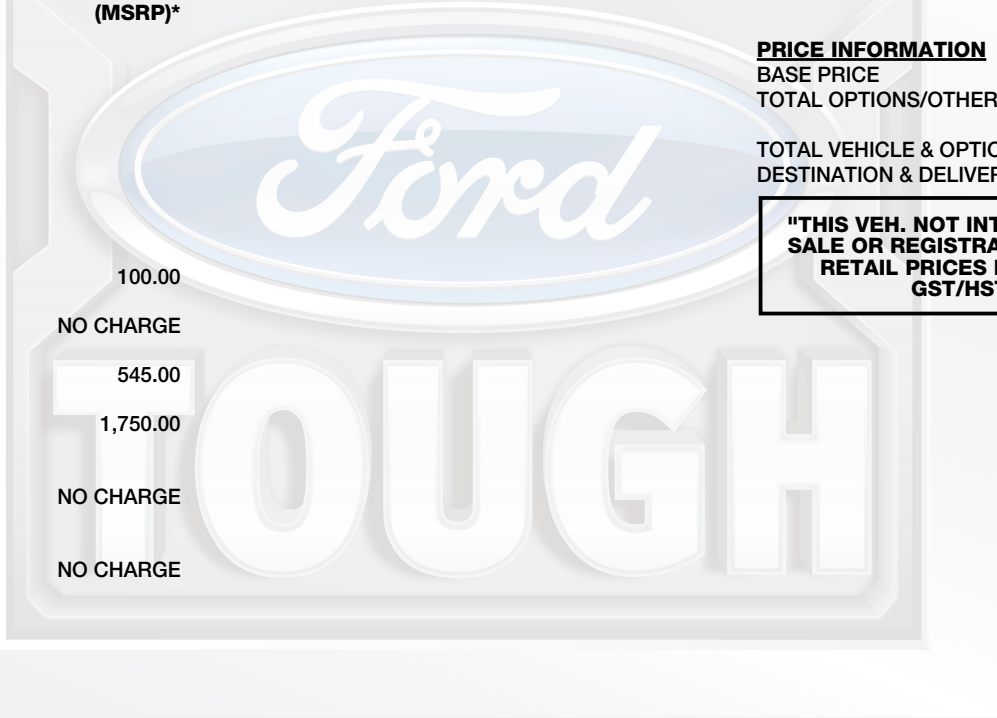 (MSRP)*
PRICE INFORMATION
BASE PRICE
TOTAL OPTIONS/OTHER
TOTAL VEHICLE & OPTIO
DESTINATION & DELIVER
"THIS VEH. NOT INT
SALE OR REGISTRA
RETAIL PRICES
GST/HST
Ford
100.00
NO CHARGE
545.00
1,750.00
NO CHARGE
NO CHARGE
TOUGH